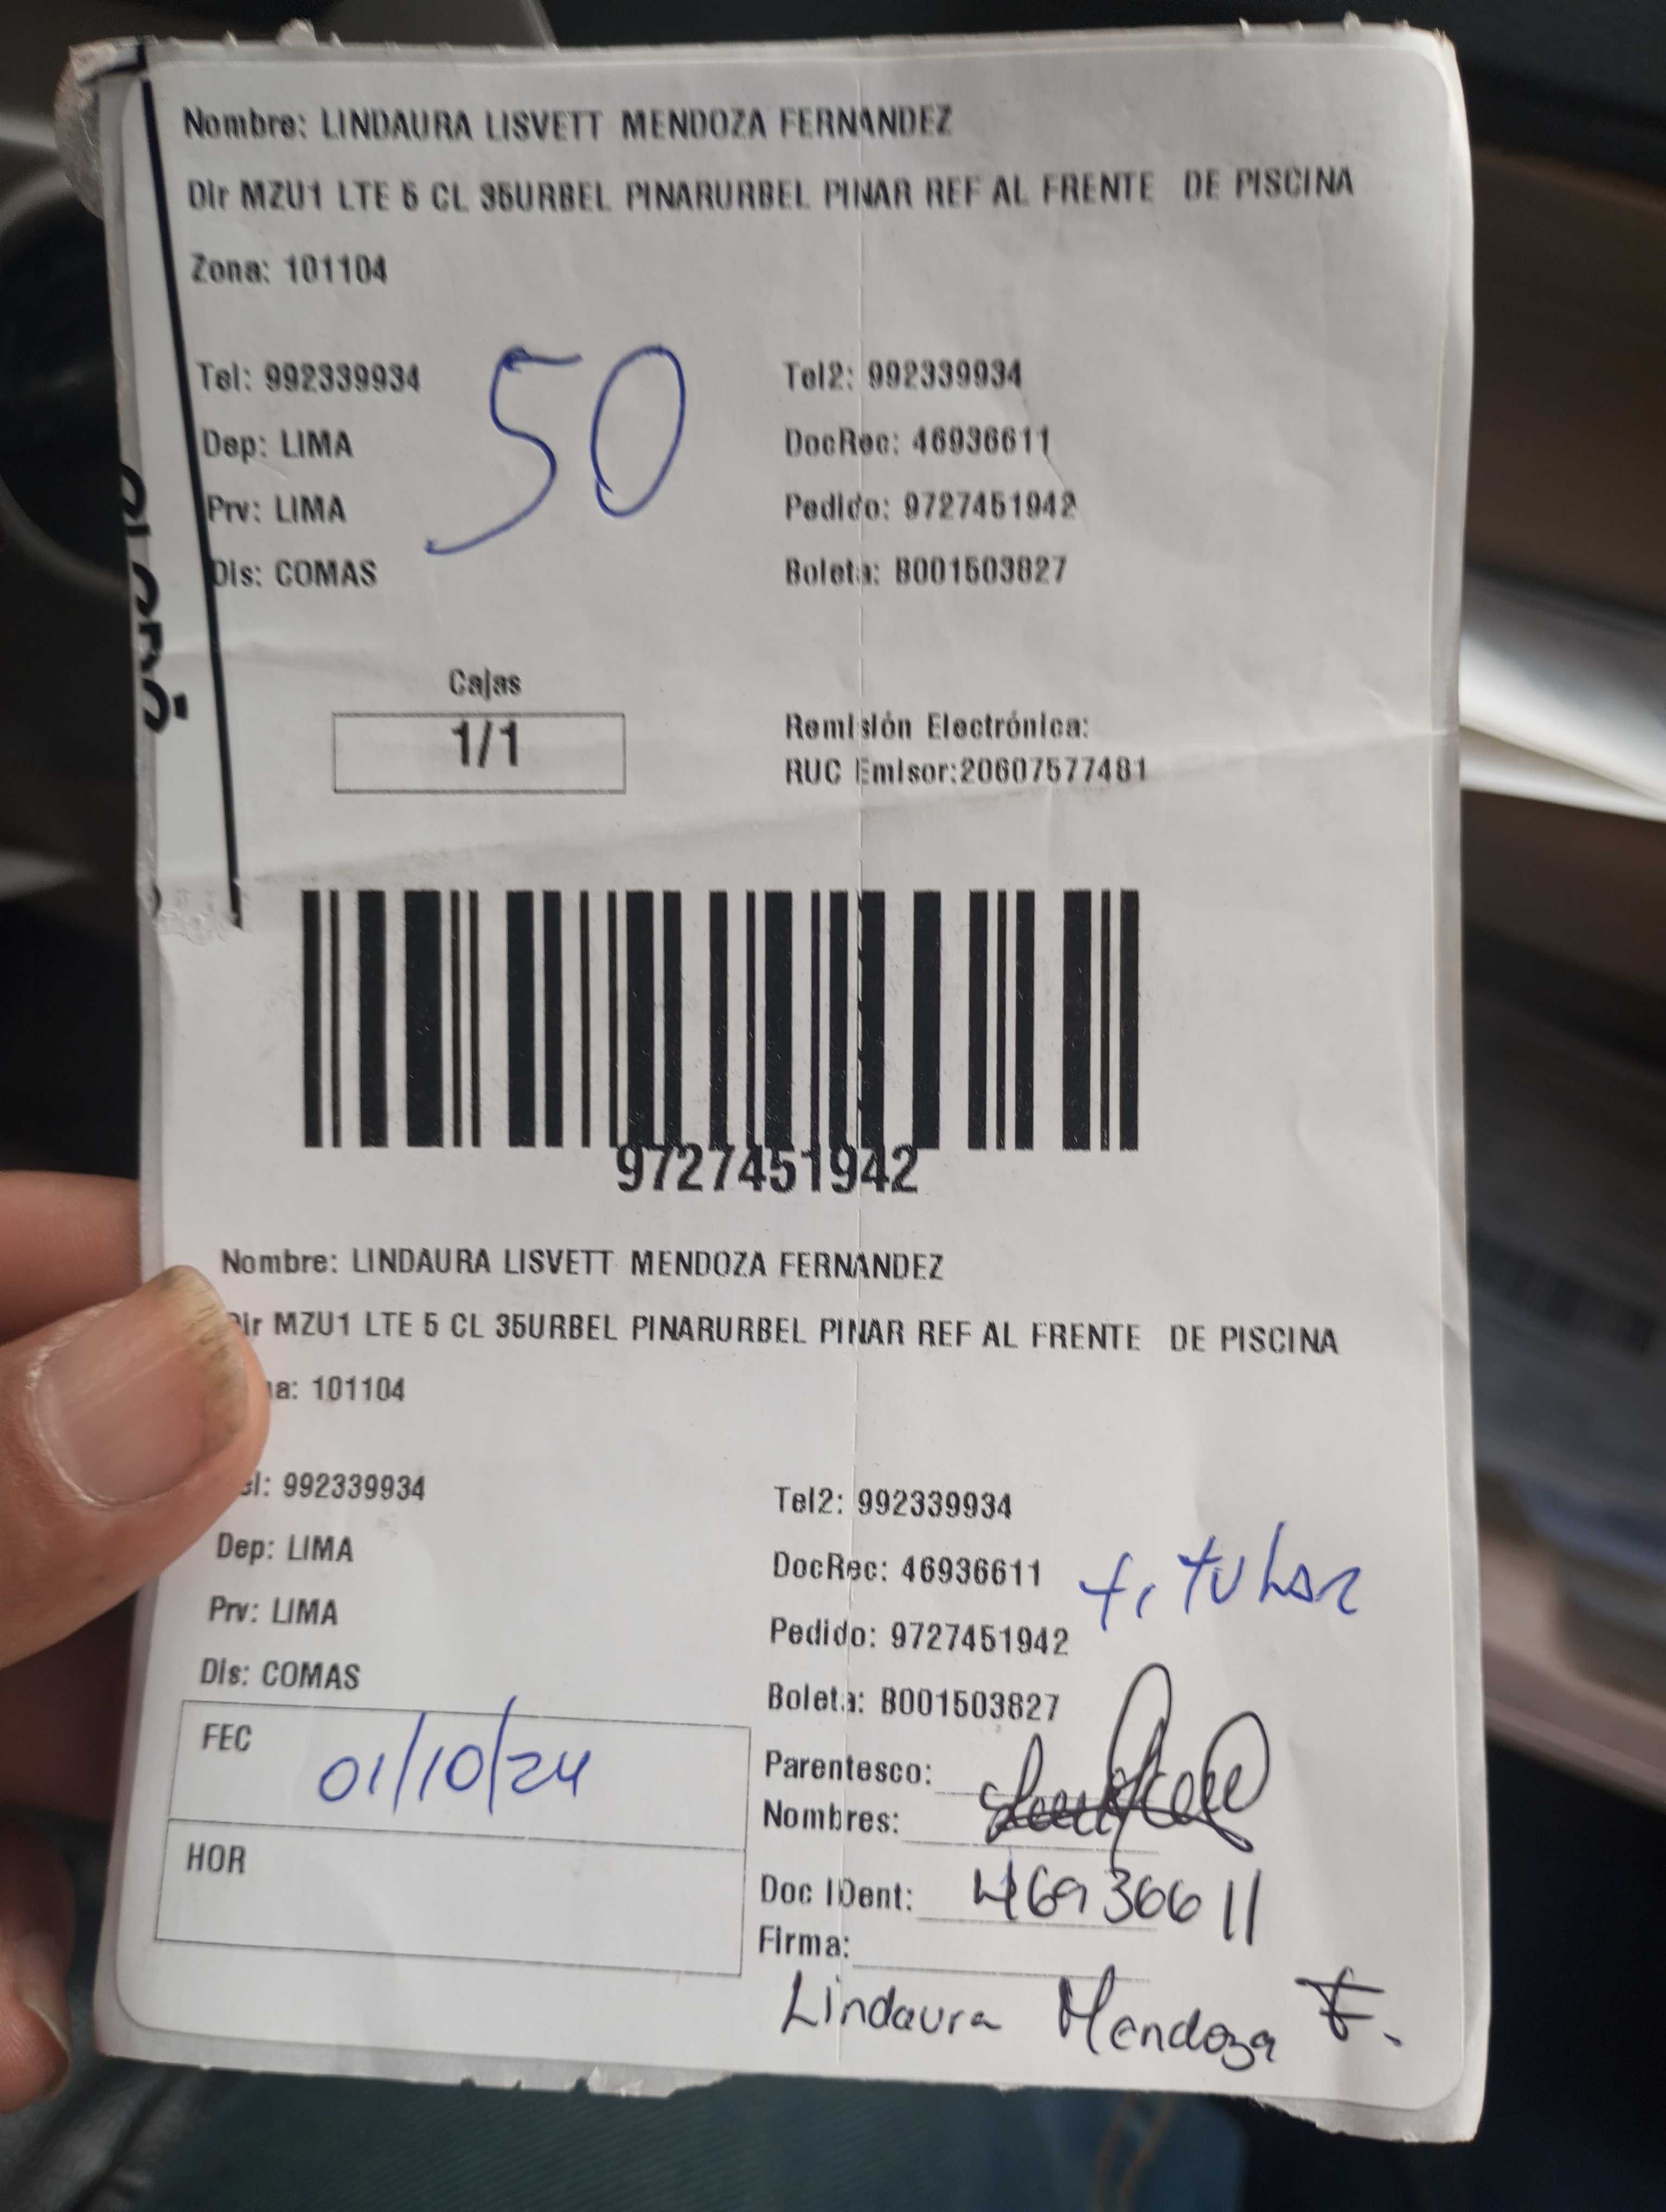 Nombre: LINDAURA LISVETT MENDOZA FERNANDEZ
Dir MZU1 LTE 5 CL 35URBEL PINARURBEL PINAR REF AL FRENTE DE PISCINA
Zona: 101104
50
Tel: 992339934 Tel2: 992339934
Dep: LIMA DocRec: 46936611
Prv: LIMA Pedido: 9727451942
Dis: COMAS Boleta: B001503827
Cajas
1/1
Remisión Electrónica:
RUC Emisor:20607577481
9727451942
Nombre: LINDAURA LISVETT MENDOZA FERNANDEZ
Dir MZU1 LTE 5 CL 35URBEL PINARURBEL PINAR REF AL FRENTE DE PISCINA
na: 101104
el: 992339934 Tel2: 992339934
Dep: LIMA DocRec: 46936611 titular
Prv: LIMA Pedido: 9727451942
Dis: COMAS Boleta: B001503827
FEC 01/10/24
HOR
Parentesco:
Nombres:
Doc IDent: 46936611
Firma:
Lindaura Mendoza F.